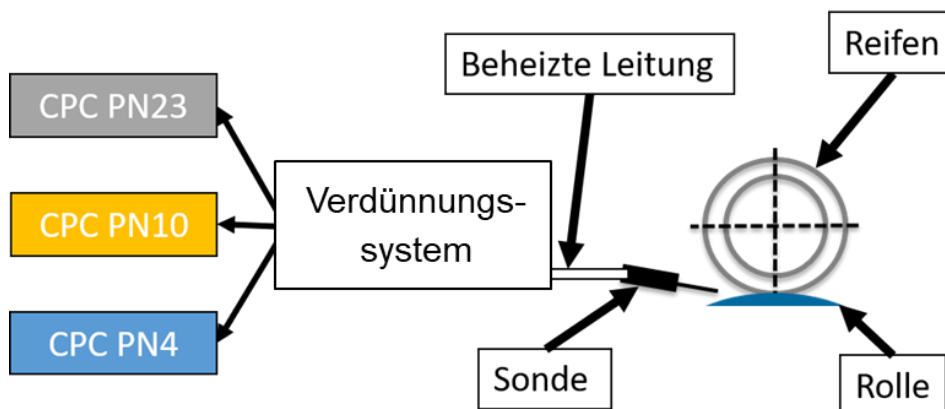 Reifen
Beheizte Leitung
CPC PN23
CPC PN10
Verdünnungs-
system
CPC PN4
Sonde
Rolle